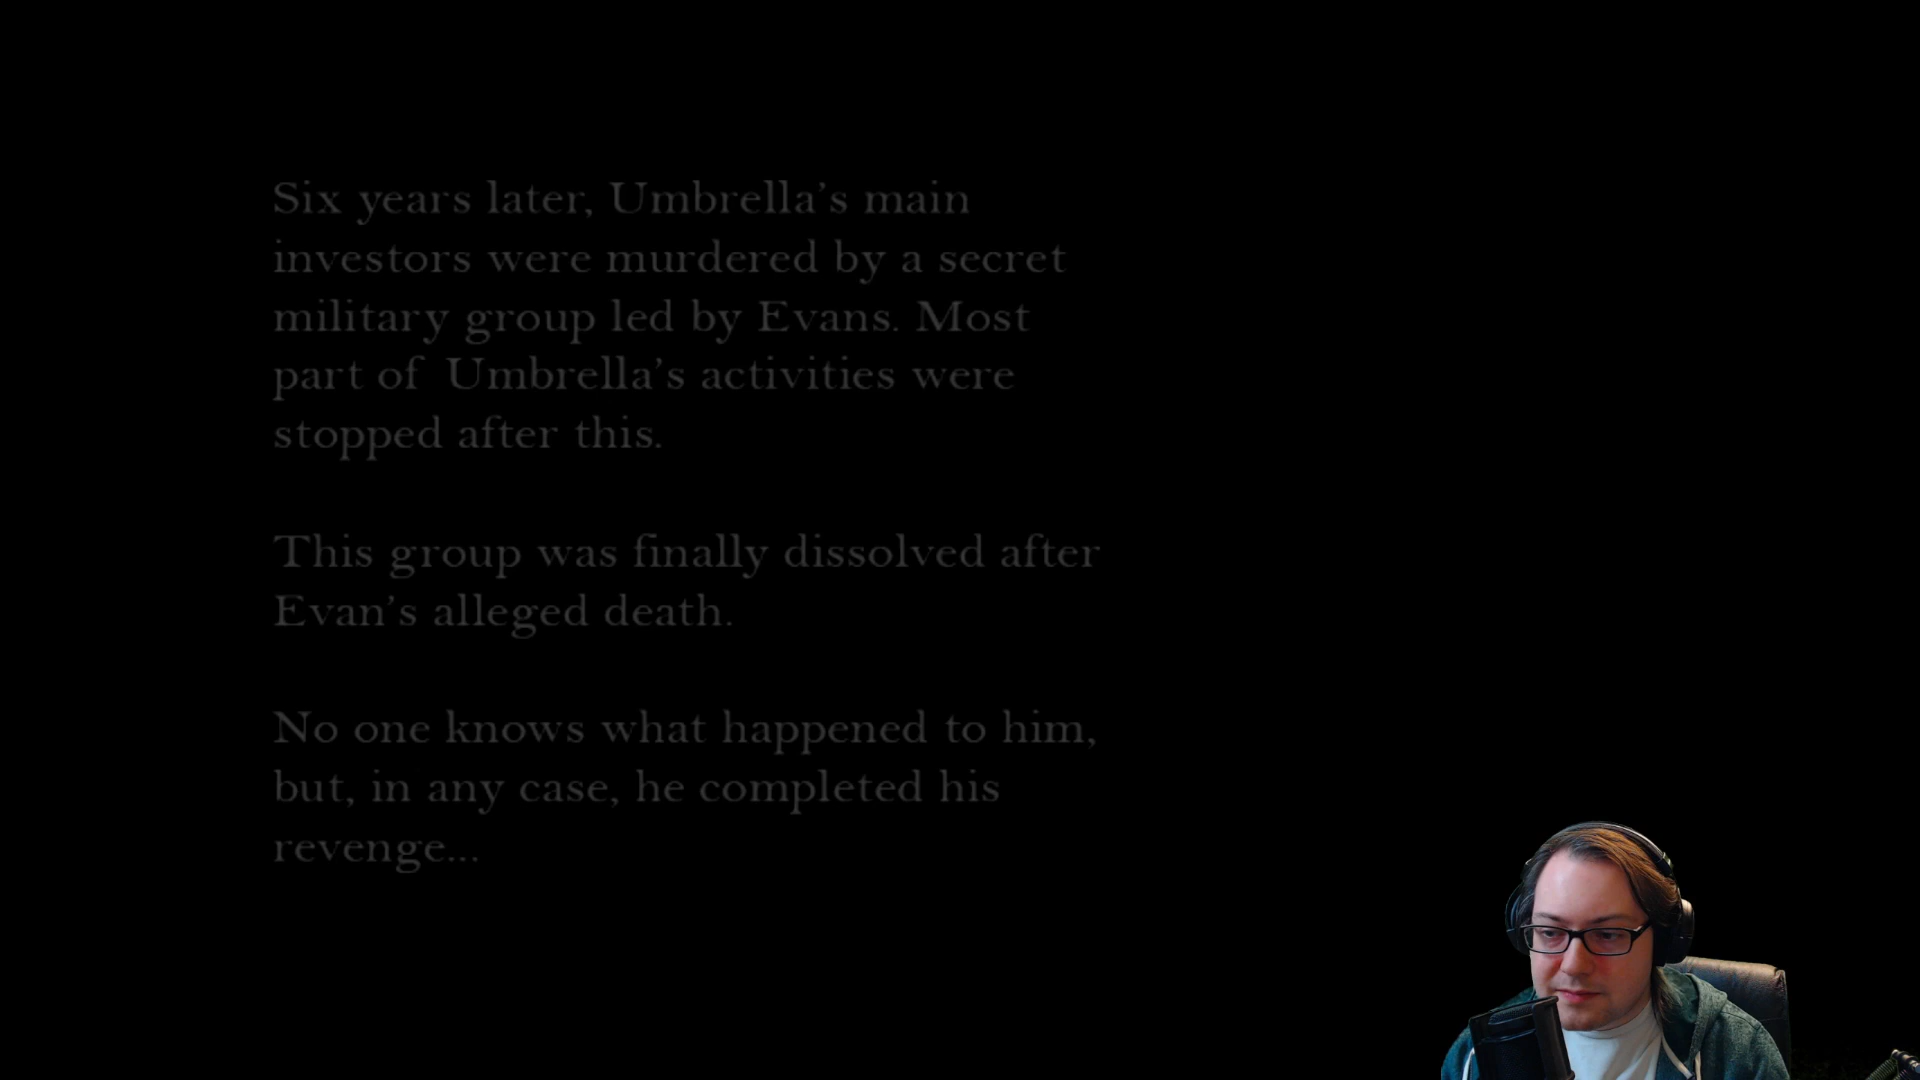 Six years later, Umbrella’s main
investors were murdered by a secret
military group led by Evans. Most
part of Umbrella’s activities were
stopped after this.
This group was finally dissolved after
Evan’s alleged death.
No one knows what happened to him,
but, in any case, he completed his
revenge...